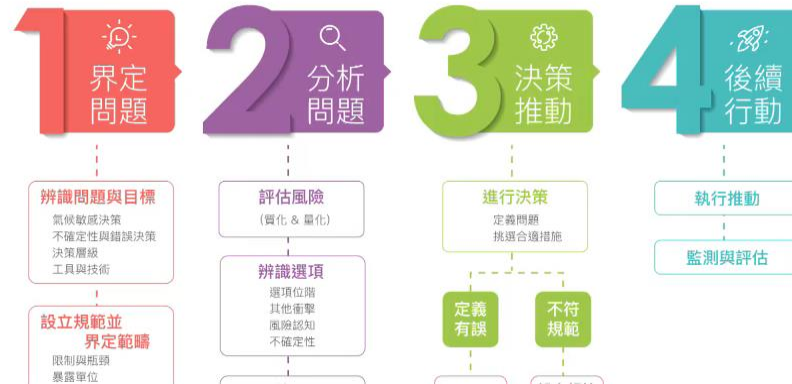 1
界定
問題
辨識問題與目標
氣候敏感決策
不確定性與錯誤決策
決策層級
工具與技術
設立規範並
界定範疇
限制與瓶頸
暴露單位
2
分析
問題
評估風險
(質化 & 量化)
辨識選項
選項位階
其他衝擊
風險認知
不確定性
3
決策
推動
進行決策
定義問題
挑選合適措施
定義
有誤
不符
規範
4
後續
行動
執行推動
監測與評估